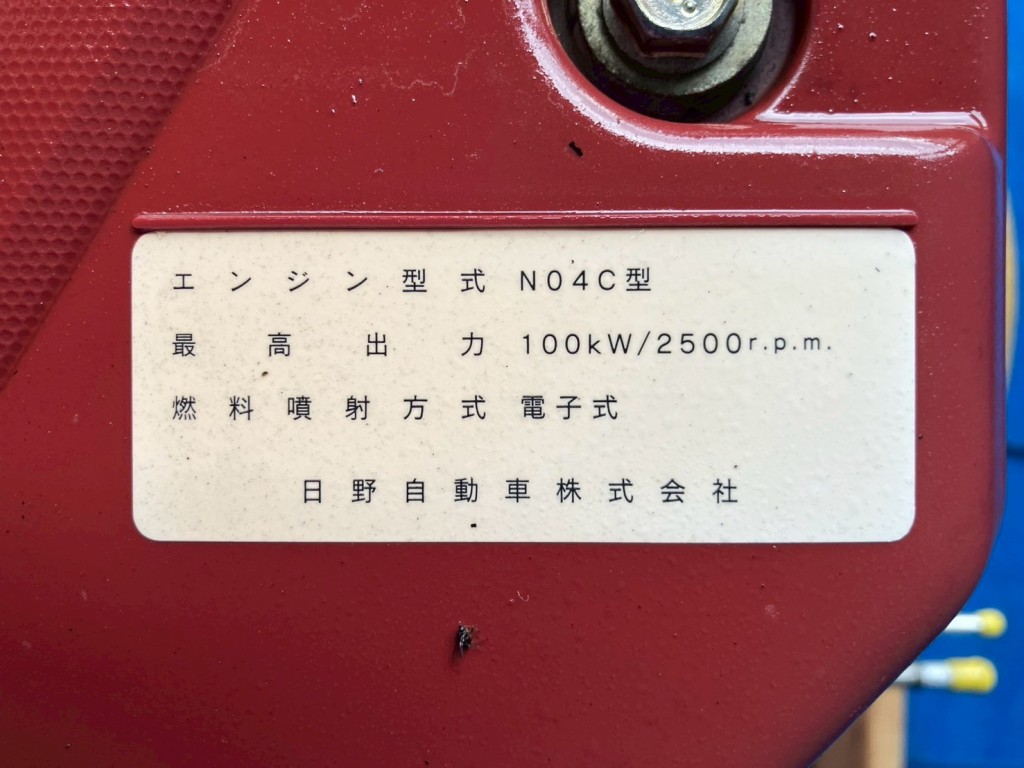 エンジン型式 N04C型
最高出力 100kW/2500r.p.m.
燃料噴射方式 電子式
日野自動車株式会社